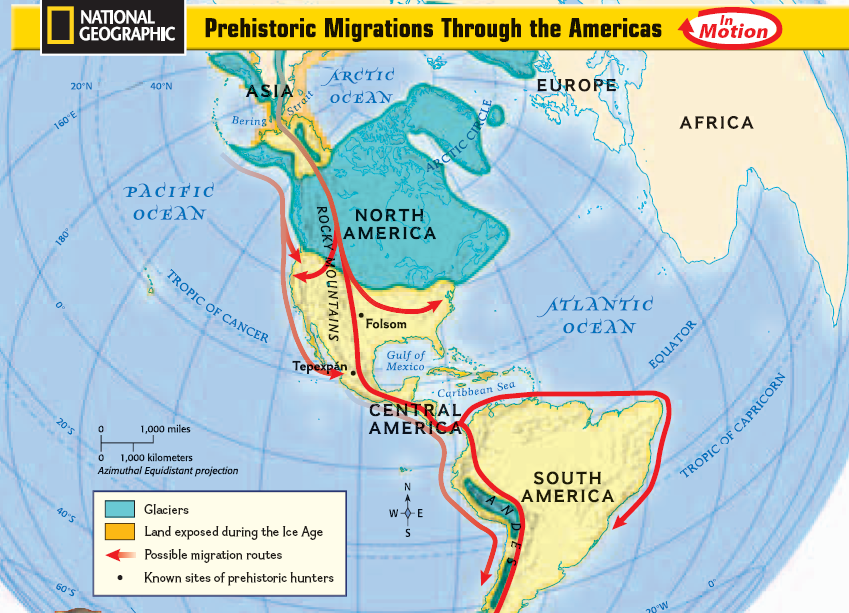 NATIONAL
GEOGRAPHIC
Prehistoric Migrations Through the Americas
In
Motion
ARCTIC
OCEAN
ASIA
EUROPE
20°N
40°N
Bering Strait
160°E
ARCTIC CIRCLE
AFRICA
PACIFIC
OCEAN
NORTH
AMERICA
180°
ROCKY MOUNTAINS
TROPIC OF CANCER
0°
ATLANTIC
OCEAN
Folsom
EQUATOR
Gulf of
Mexico
Tepexpán
Caribbean Sea
CENTRAL
AMERICA
TROPIC OF CAPRICORN
20°S
0 1,000 miles
0 1,000 kilometers
Azimuthal Equidistant projection
SOUTH
AMERICA
ANDES
N
W E
S
40°S
60°S
Glaciers
Land exposed during the Ice Age
Possible migration routes
Known sites of prehistoric hunters
0°
20°W